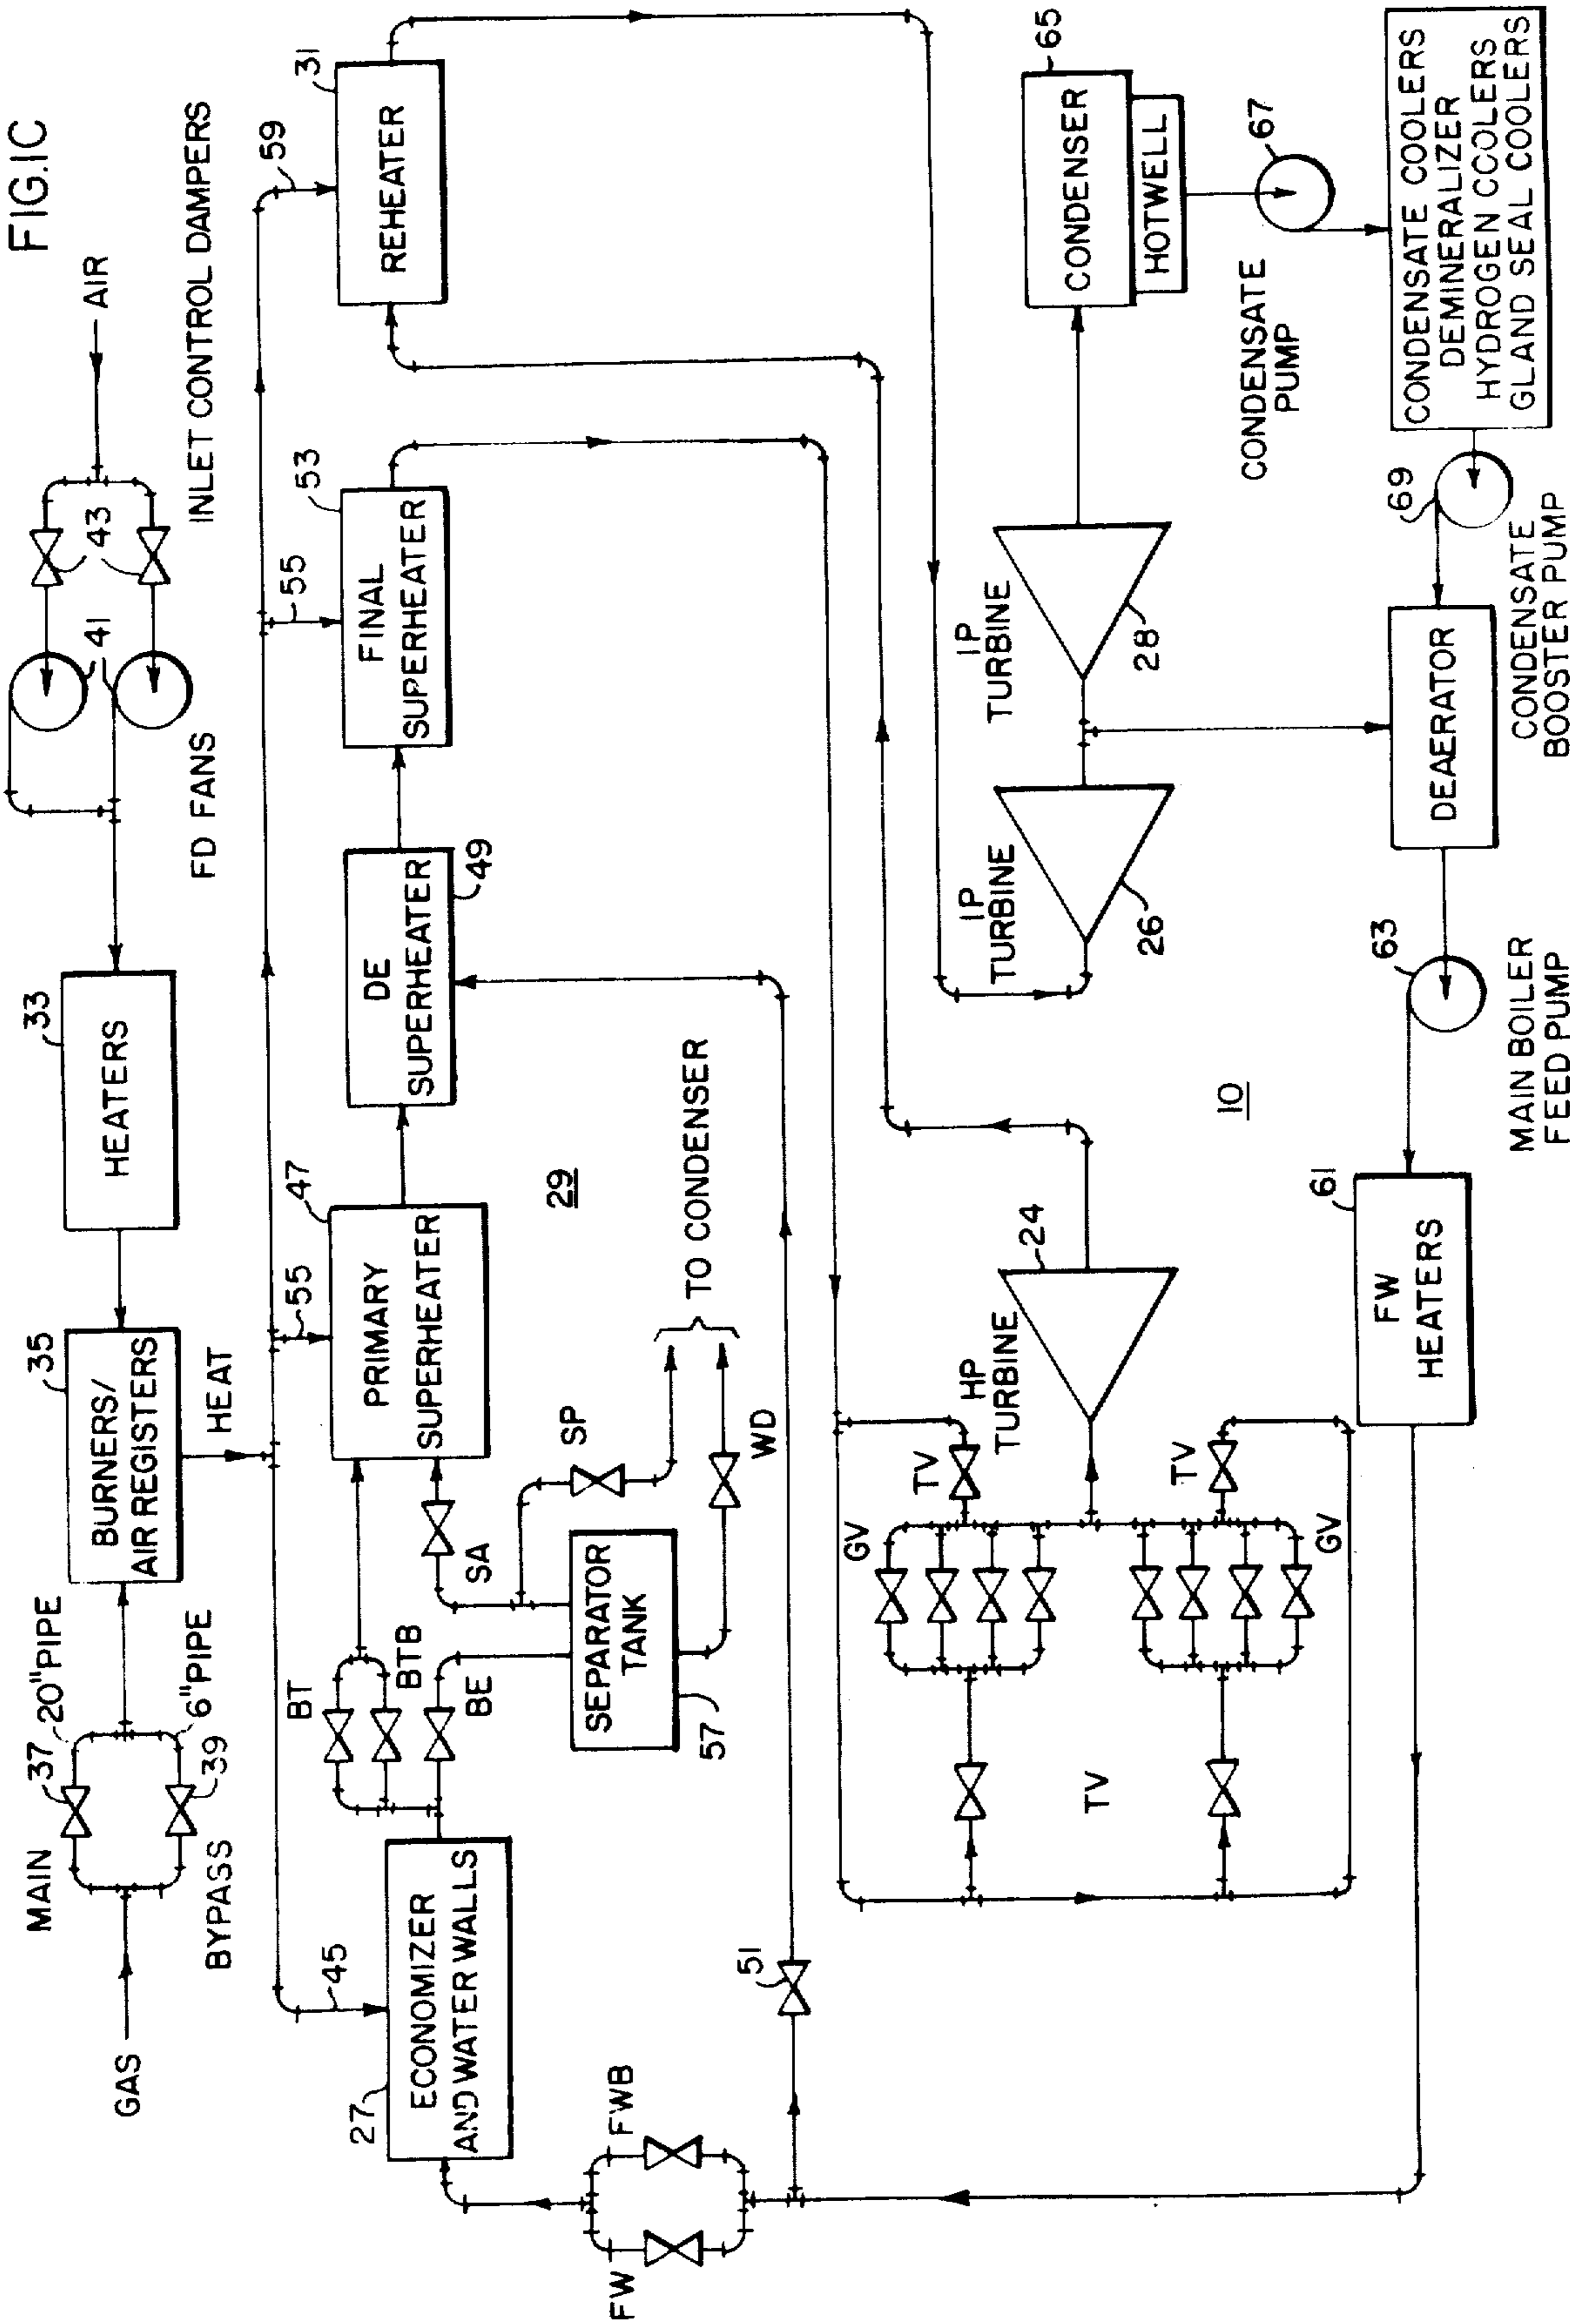 FIG.1C
GAS
MAIN
37
20"PIPE
BYPASS
39
6"PIPE
35
BURNERS/
AIR REGISTERS
HEAT
33
HEATERS
FD FANS
41
43
AIR
INLET CONTROL DAMPERS
45
55
55
59
27
ECONOMIZER
AND WATER WALLS
BT
BTB
BE
SA
SP
WD
TO CONDENSER
SEPARATOR
TANK
57
47
PRIMARY
SUPERHEATER
29
DE
SUPERHEATER
49
53
FINAL
SUPERHEATER
31
REHEATER
FW
FWB
51
TV
GV
TV
TV
GV
HP
TURBINE
24
IP
TURBINE
26
IP
TURBINE
28
65
CONDENSER
HOTWELL
67
CONDENSATE
PUMP
10
61
FW
HEATERS
63
MAIN BOILER
FEED PUMP
DEAERATOR
69
CONDENSATE
BOOSTER PUMP
CONDENSATE COOLERS
DEMINERALIZER
HYDROGEN COOLERS
GLAND SEAL COOLERS